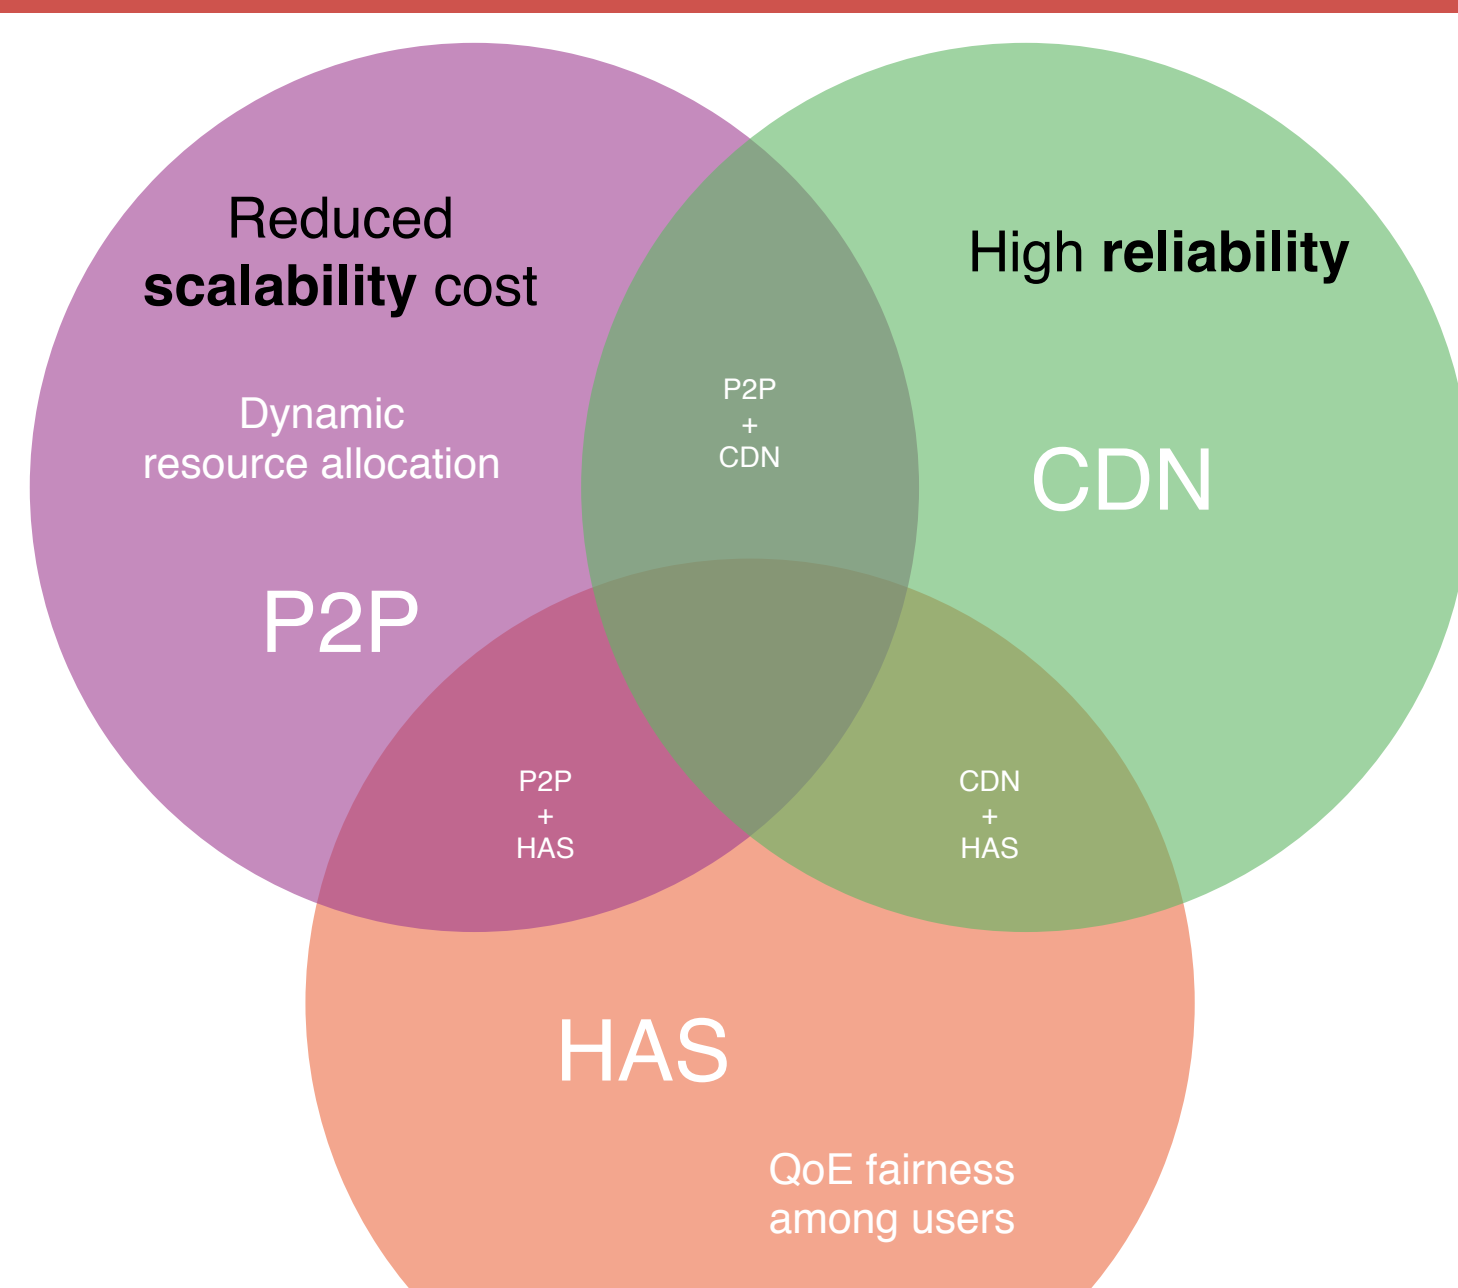 Reduced
scalability cost
High reliability
Dynamic
resource allocation
P2P
+
CDN
CDN
P2P
P2P
+
HAS
CDN
+
HAS
HAS
QoE fairness
among users